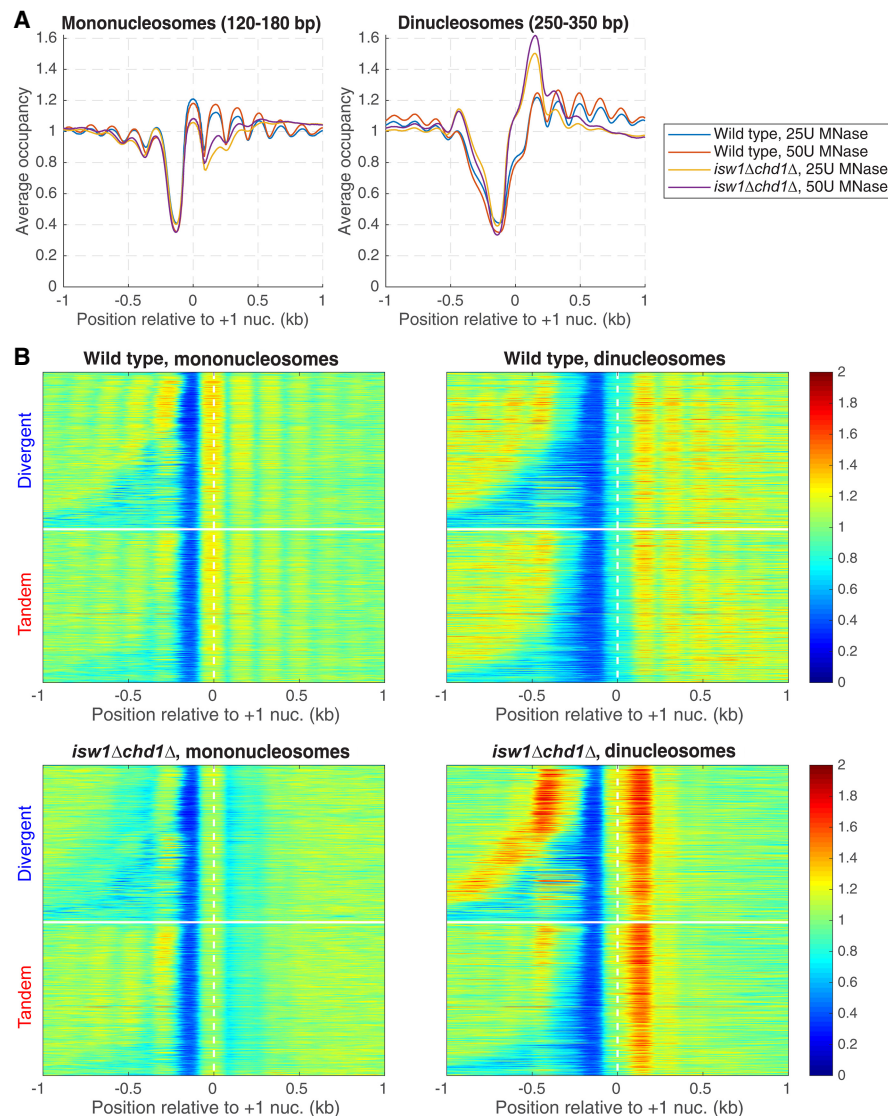 A
Mononucleosomes (120-180 bp)
Dinucleosomes (250-350 bp)
Average occupancy
1.6
1.4
1.2
1
0.8
0.6
0.4
0.2
0
-1 -0.5 0 0.5 1
Position relative to +1 nuc. (kb)
Average occupancy
1.6
1.4
1.2
1
0.8
0.6
0.4
0.2
0
-1 -0.5 0 0.5 1
Position relative to +1 nuc. (kb)
Wild type, 25U MNase
Wild type, 50U MNase
isw1Δchd1Δ, 25U MNase
isw1Δchd1Δ, 50U MNase
B
Wild type, mononucleosomes
Divergent
Tandem
-1 -0.5 0 0.5 1
Position relative to +1 nuc. (kb)
Wild type, dinucleosomes
-1 -0.5 0 0.5 1
Position relative to +1 nuc. (kb)
2
1.8
1.6
1.4
1.2
1
0.8
0.6
0.4
0.2
0
isw1Δchd1Δ, mononucleosomes
Divergent
Tandem
-1 -0.5 0 0.5 1
Position relative to +1 nuc. (kb)
isw1Δchd1Δ, dinucleosomes
-1 -0.5 0 0.5 1
Position relative to +1 nuc. (kb)
2
1.8
1.6
1.4
1.2
1
0.8
0.6
0.4
0.2
0